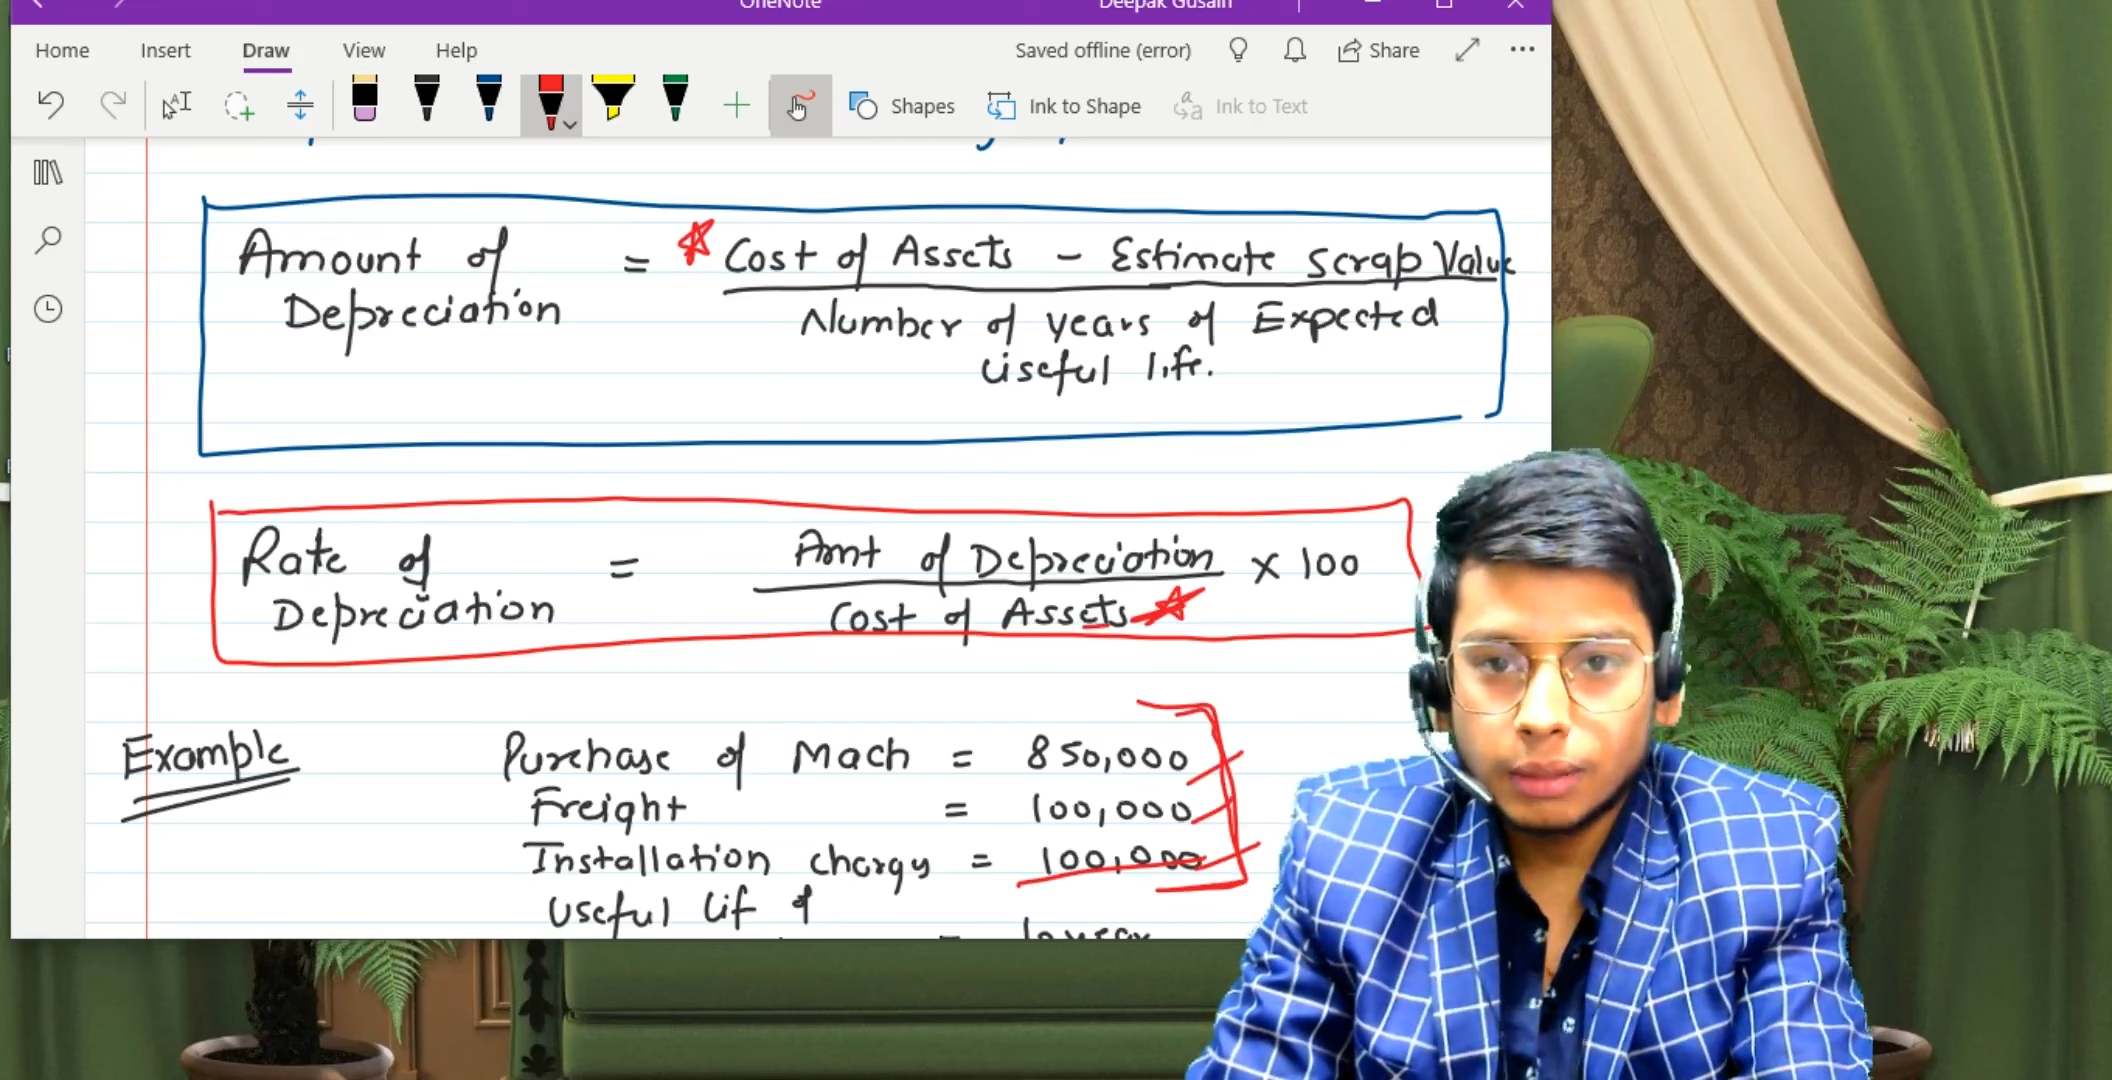 OneNote
Deepak Gusain
Home Insert Draw View Help
Saved offline (error) Share
Shapes Ink to Shape Ink to Text
Amount of = Cost of Assets - Estimate Scrap Value
Depreciation Number of years of Expected
useful life.
Rate of = Amt of Depreciation × 100
Depreciation Cost of Assets
Example Purchase of Mach = 850,000
Freight = 100,000
Installation chargy = 100,000
Useful Lif of
= 10 year